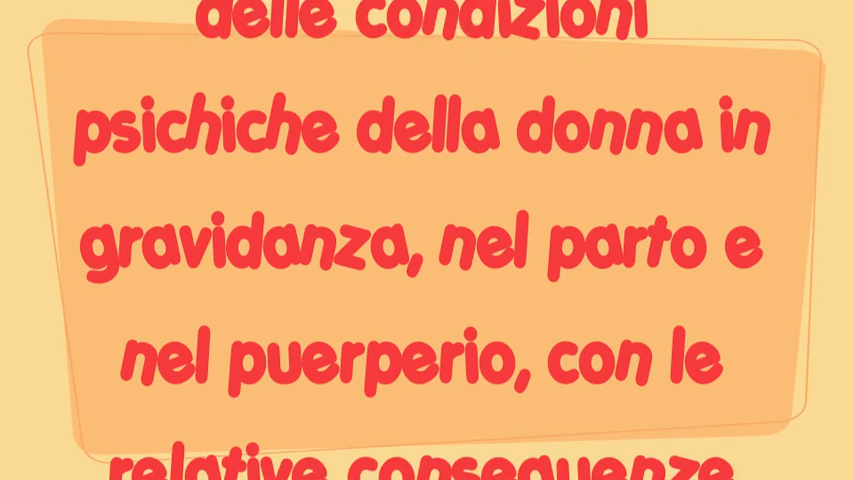 delle condizioni
psichiche della donna in
gravidanza, nel parto e
nel puerperio, con le
relative conseguenze